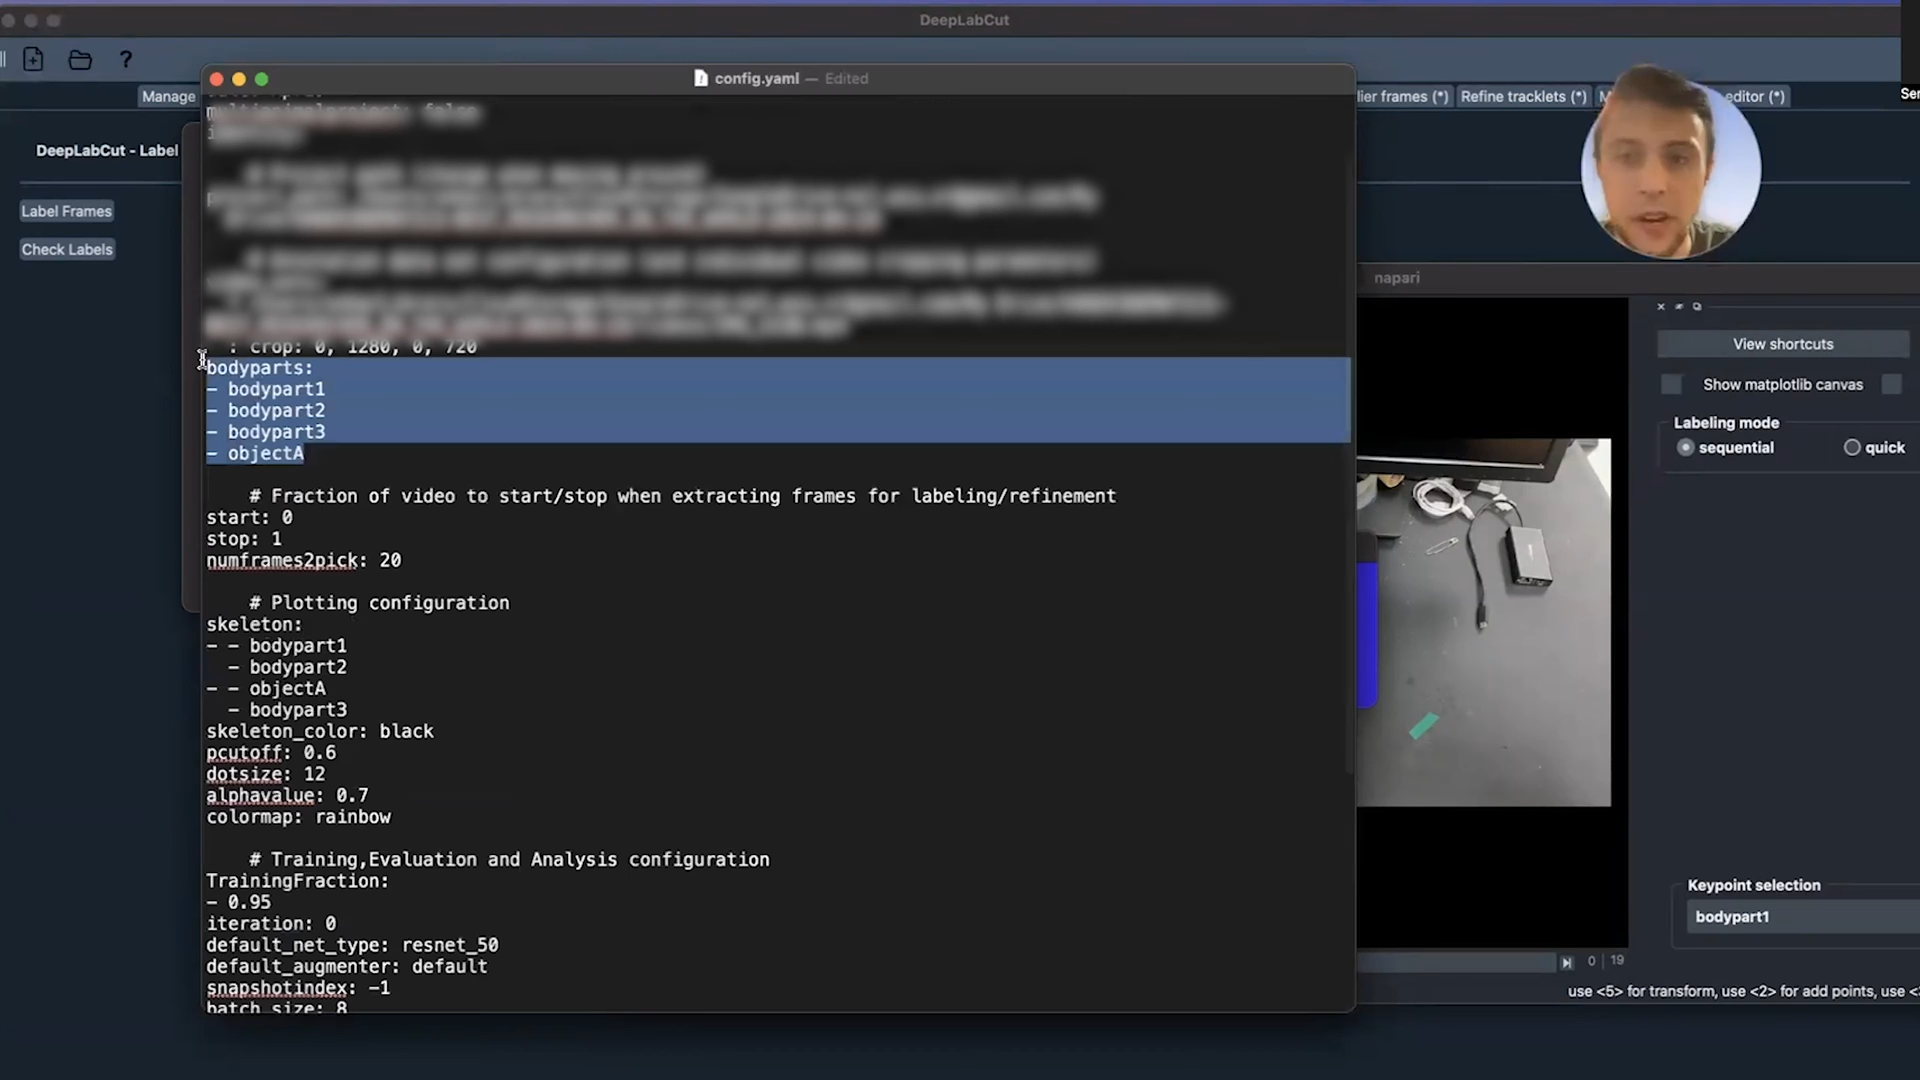 DeepLabCut
?
config.yaml — Edited
Manage
lier frames (*)
Refine tracklets (*)
editor (*)
Ser
DeepLabCut - Label
Label Frames
Check Labels
: crop: 0, 1280, 0, 720
bodyparts:
- bodypart1
- bodypart2
- bodypart3
- objectA
# Fraction of video to start/stop when extracting frames for labeling/refinement
start: 0
stop: 1
numframes2pick: 20
# Plotting configuration
skeleton:
- - bodypart1
- bodypart2
- - objectA
- bodypart3
skeleton_color: black
pcutoff: 0.6
dotsize: 12
alphavalue: 0.7
colormap: rainbow
# Training,Evaluation and Analysis configuration
TrainingFraction:
- 0.95
iteration: 0
default_net_type: resnet_50
default_augmenter: default
snapshotindex: -1
batch_size: 8
napari
View shortcuts
Show matplotlib canvas
Labeling mode
sequential
quick
Keypoint selection
bodypart1
0 | 19
use <5> for transform, use <2> for add points, use <